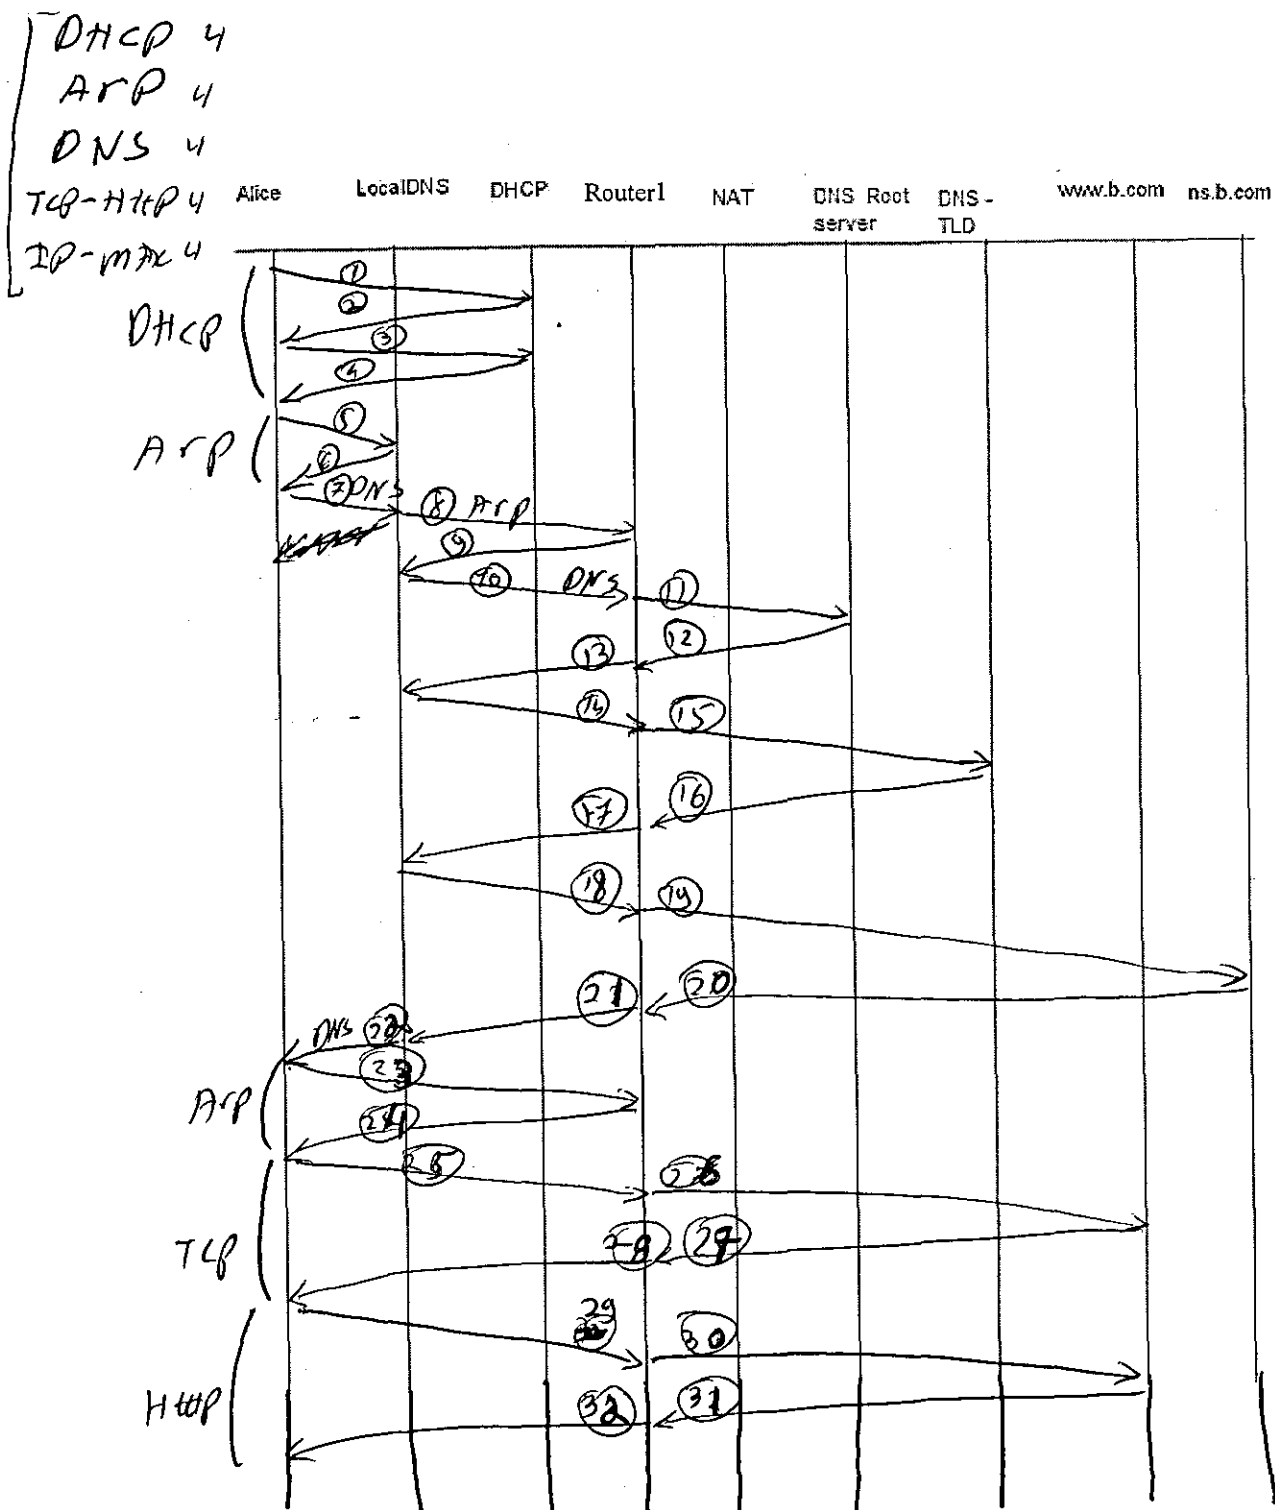 DHCP 4
ArP 4
DNS 4
TCP-HttP 4
IP-MAC 4
Alice LocalDNS DHCP Router1 NAT DNS Root server DNS - TLD www.b.com ns.b.com
DHCP
1
2
3
4
ArP
5
6
7 DNS
8 ArP
9
10 DNS 11
12
13
14 15
16
17
18 19
20
21
DNS 22
ArP
23
24
25 26
TCP
28 27
29
30
HttP
32 31